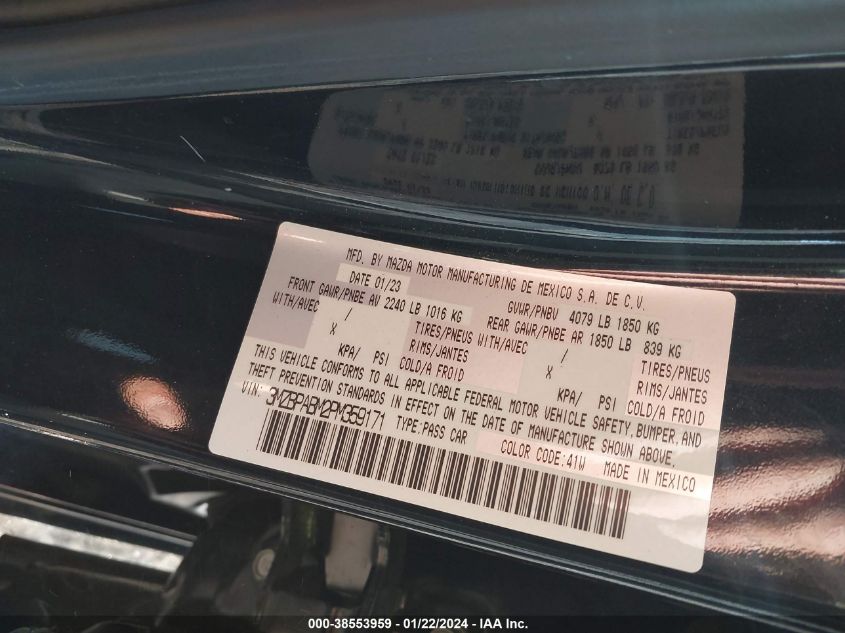 MFD. BY MAZDA MOTOR MANUFACTURING DE MEXICO S.A. DE C.V.
DATE 01/23 GVWR/PNBV 4079 LB 1850 KG
FRONT GAWR/PNBE AV 2240 LB 1016 KG REAR GAWR/PNBE AR 1850 LB 839 KG
WITH/AVEC / TIRES/PNEUS WITH/AVEC / TIRES/PNEUS
X RIMS/JANTES X RIMS/JANTES
KPA/ PSI COLD/A FROID KPA/ PSI COLD/A FROID
THIS VEHICLE CONFORMS TO ALL APPLICABLE FEDERAL MOTOR VEHICLE SAFETY, BUMPER, AND
THEFT PREVENTION STANDARDS IN EFFECT ON THE DATE OF MANUFACTURE SHOWN ABOVE.
VIN: 3MZBPABM2PM359171 TYPE:PASS CAR
COLOR CODE:41W MADE IN MEXICO
000-38553959 - 01/22/2024 - IAA Inc.